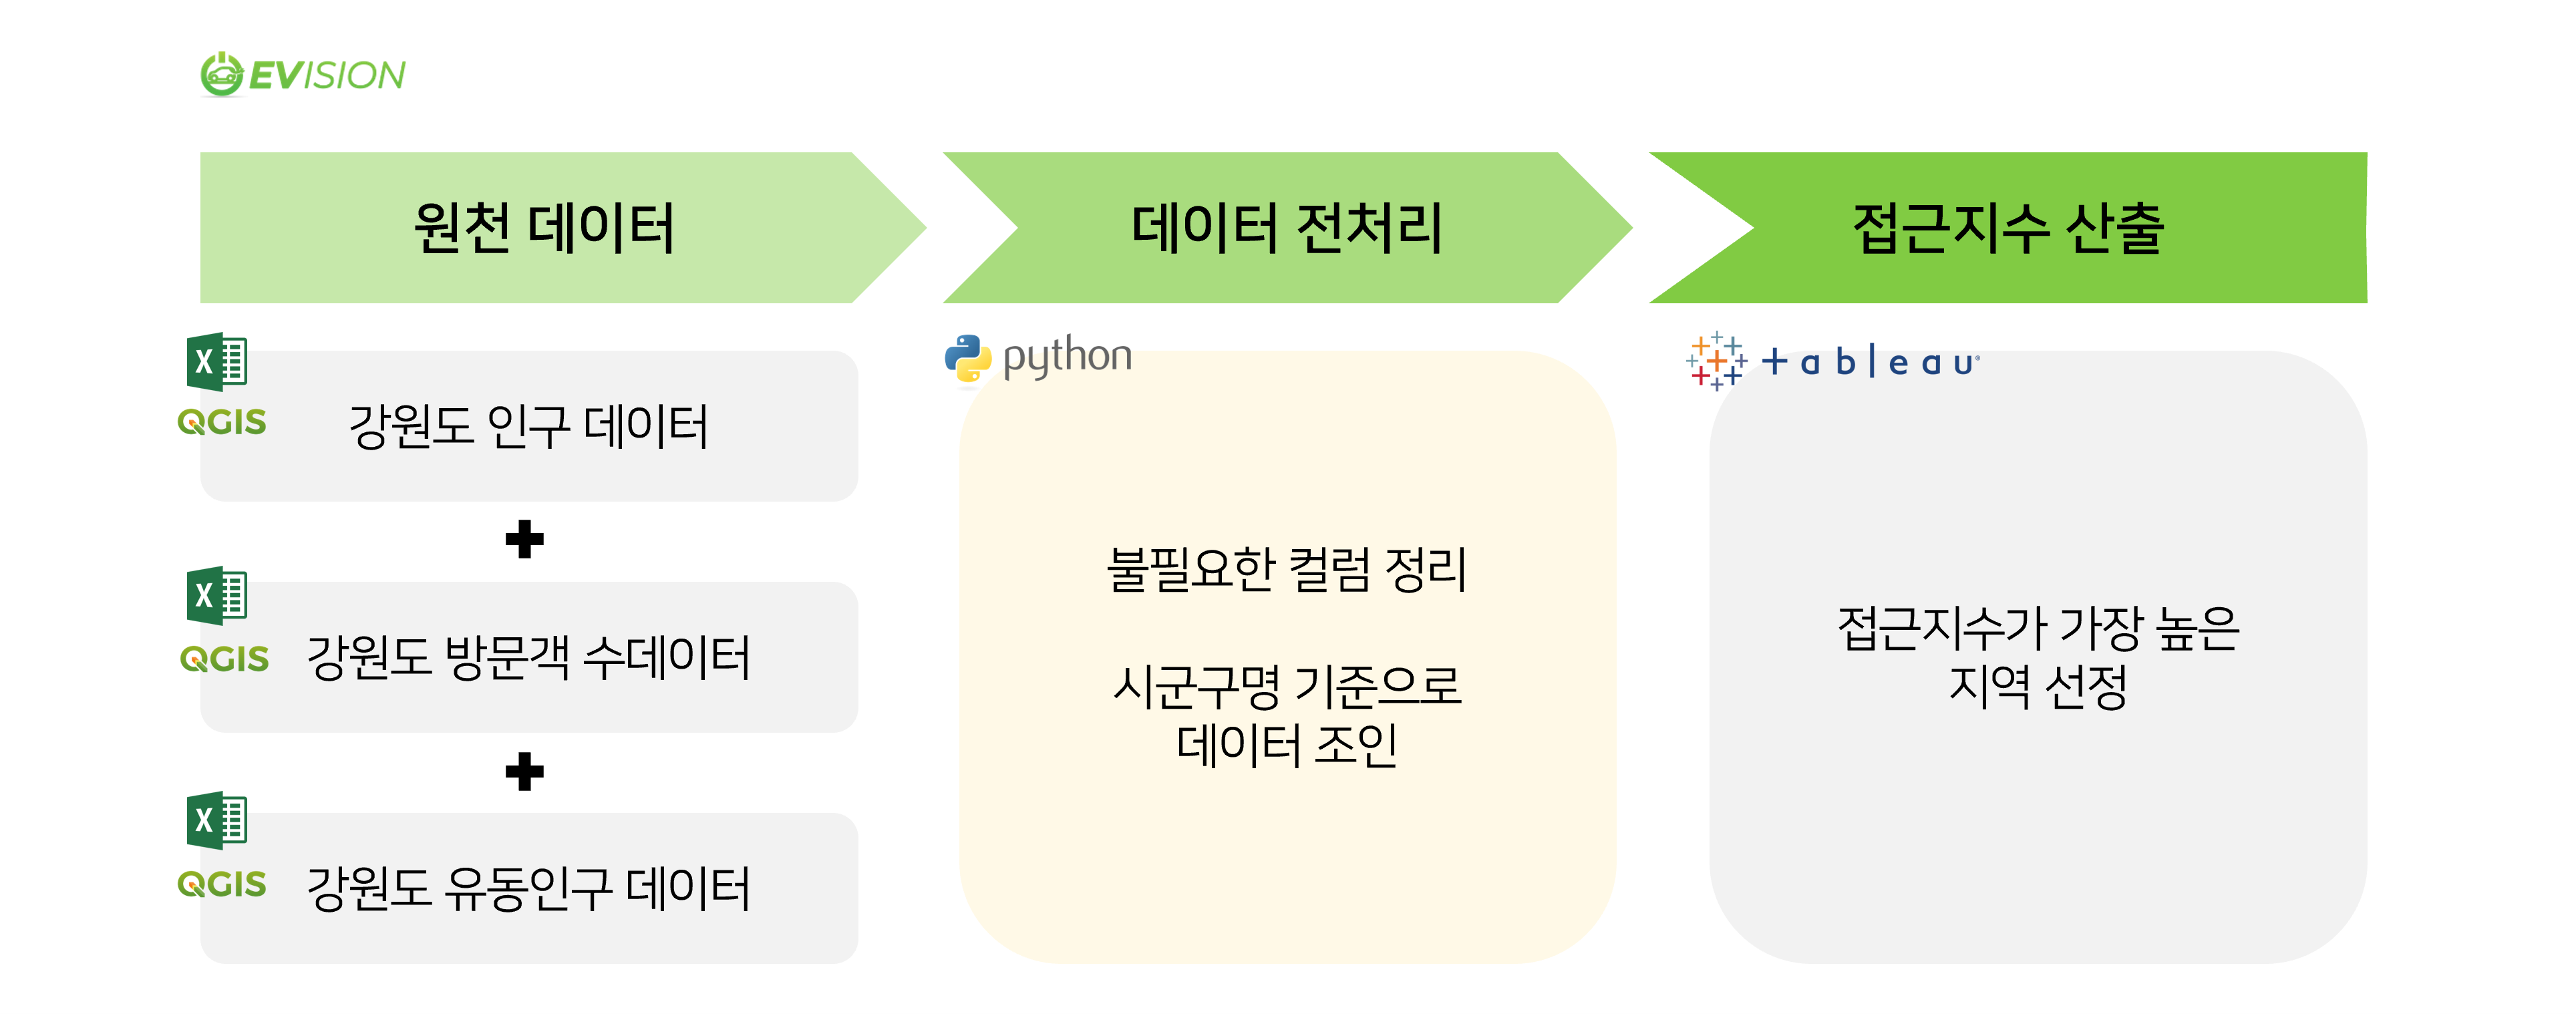 EVISION
원천 데이터
데이터 전처리
접근지수 산출
X
QGIS
강원도 인구 데이터
X
QGIS
강원도 방문객 수데이터
X
QGIS
강원도 유동인구 데이터
python
불필요한 컬럼 정리
시군구명 기준으로
데이터 조인
+ableau
접근지수가 가장 높은
지역 선정